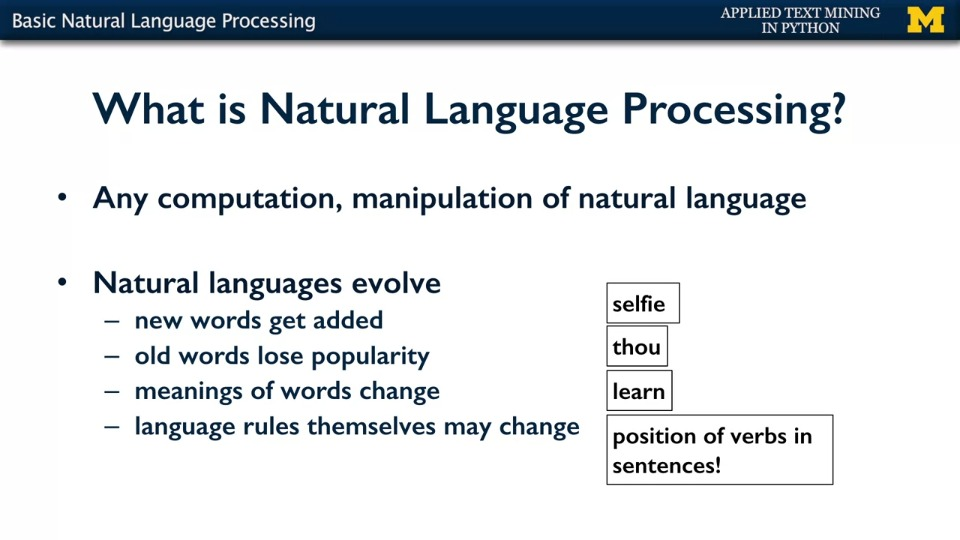 Basic Natural Language Processing
APPLIED TEXT MINING
IN PYTHON
M
What is Natural Language Processing?
• Any computation, manipulation of natural language
• Natural languages evolve
– new words get added
– old words lose popularity
– meanings of words change
– language rules themselves may change
selfie
thou
learn
position of verbs in
sentences!